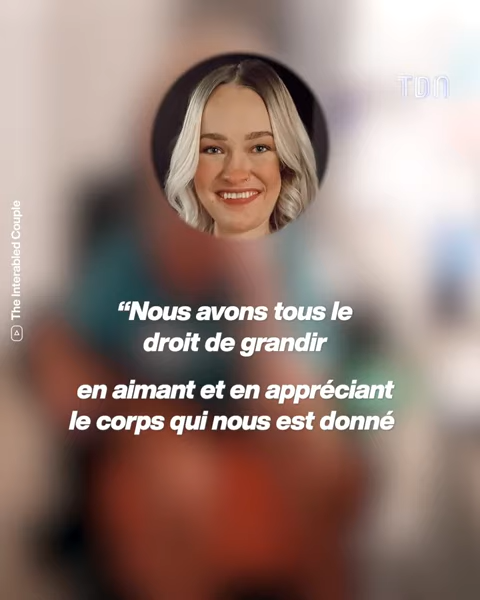 TDN
The Interabled Couple
“Nous avons tous le
droit de grandir
en aimant et en appréciant
le corps qui nous est donné